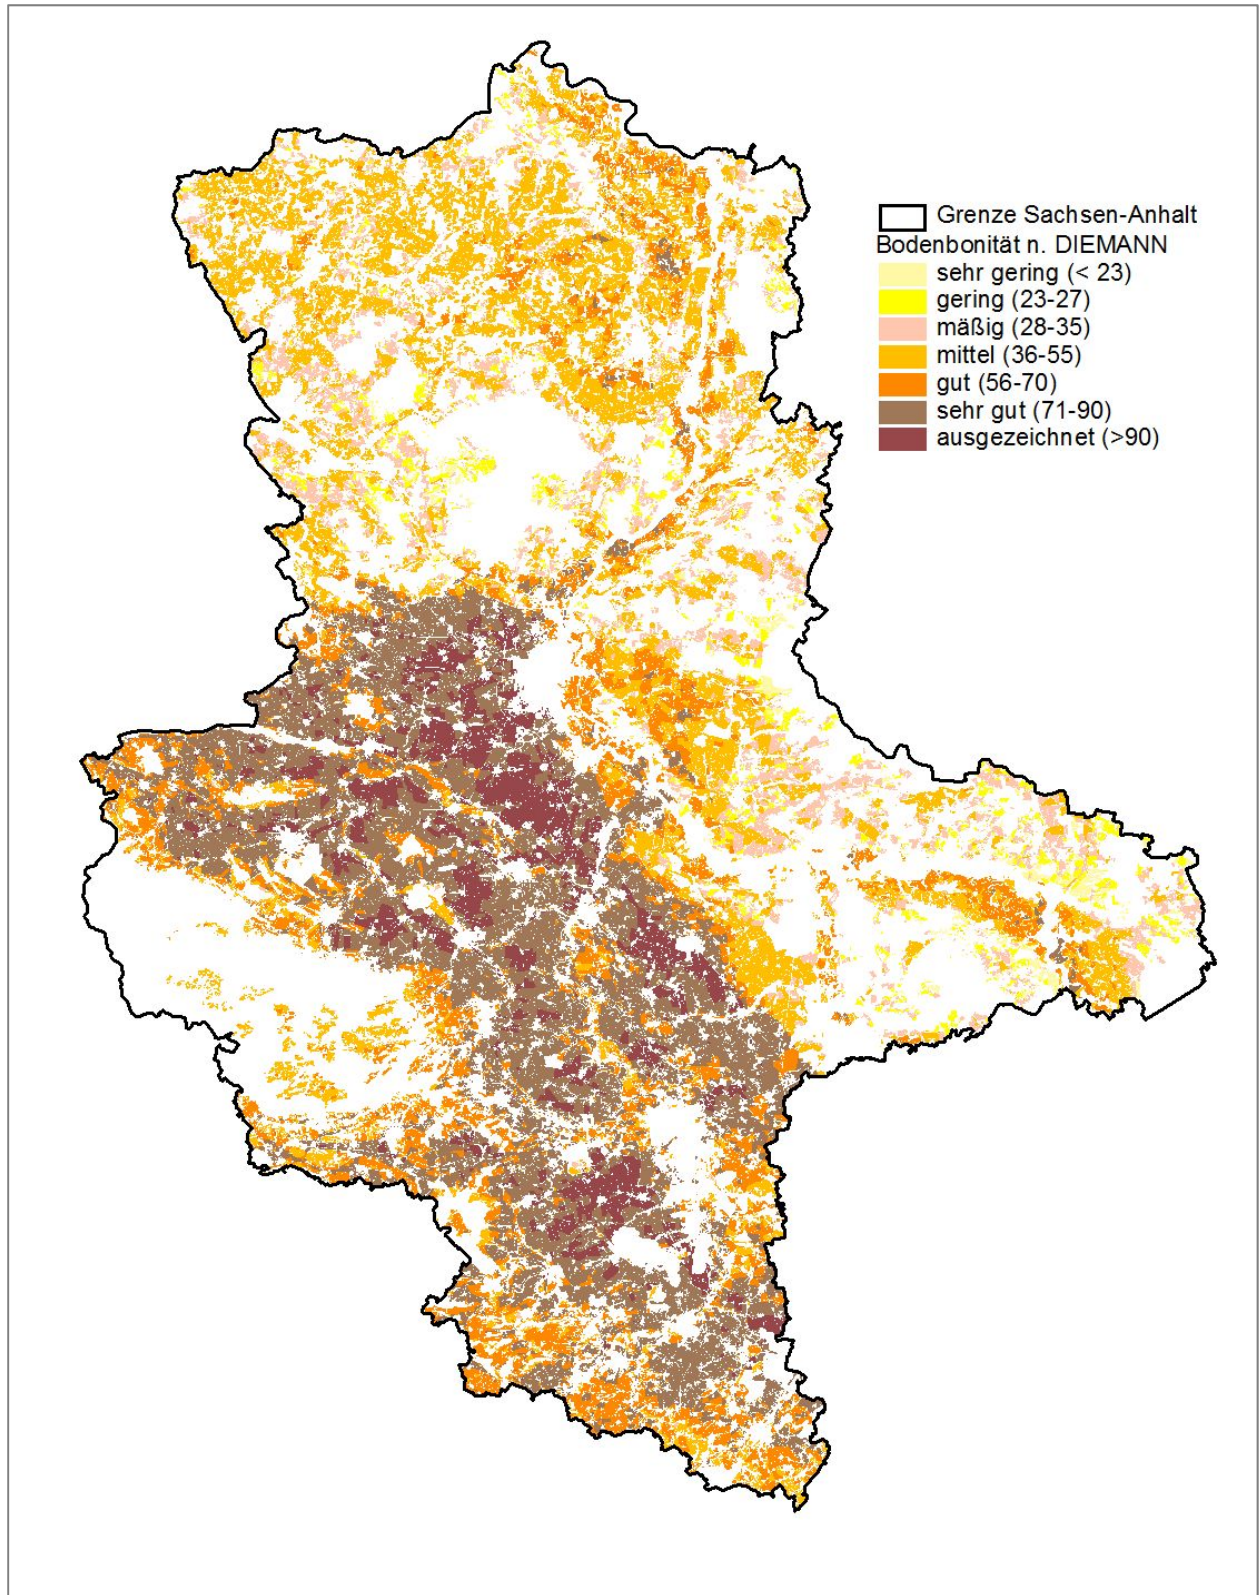 Grenze Sachsen-Anhalt
Bodenbonität n. DIEMANN
sehr gering (< 23)
gering (23-27)
mäßig (28-35)
mittel (36-55)
gut (56-70)
sehr gut (71-90)
ausgezeichnet (>90)